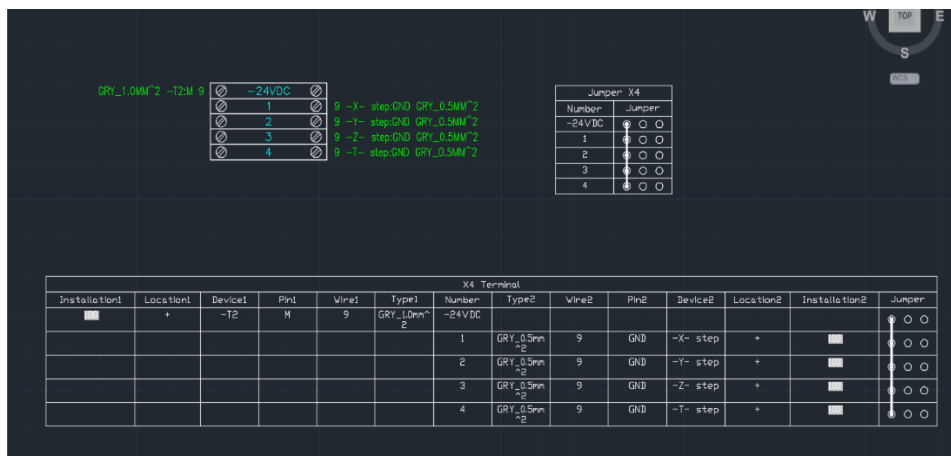 W TOP E
S
WCS
GRY_1.0MM^2 -T2:M 9 -24VDC
1 9 -X- step:GND GRY_0.5MM^2
2 9 -Y- step:GND GRY_0.5MM^2
3 9 -Z- step:GND GRY_0.5MM^2
4 9 -T- step:GND GRY_0.5MM^2
Jumper X4
Number Jumper
-24VDC
1
2
3
4
X4 Terminal
Installation1 Location1 Device1 Pin1 Wire1 Type1 Number Type2 Wire2 Pin2 Device2 Location2 Installation2 Jumper
100 + -T2 M 9 GRY_1.0mm^2 -24VDC
1 GRY_0.5mm^2 9 GND -X- step + 100
2 GRY_0.5mm^2 9 GND -Y- step + 100
3 GRY_0.5mm^2 9 GND -Z- step + 100
4 GRY_0.5mm^2 9 GND -T- step + 100